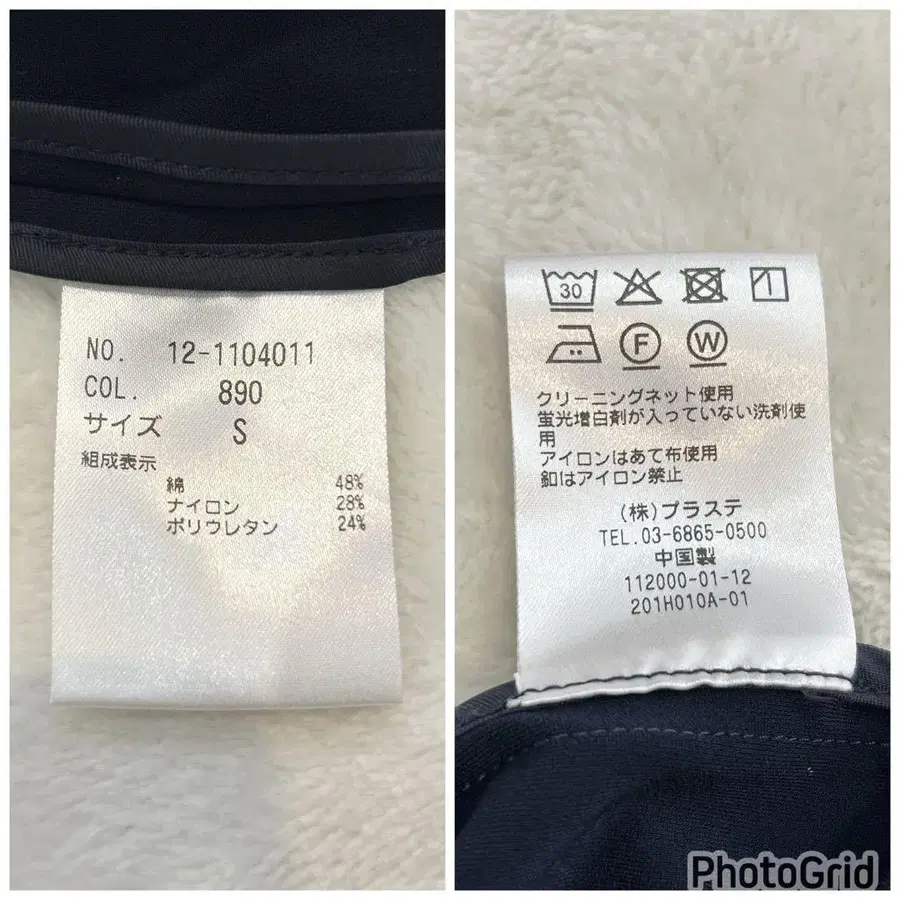 NO. 12-1104011
COL. 890
サイズ S
組成表示
綿 48%
ナイロン 28%
ポリウレタン 24%
30
F W
クリーニングネット使用
蛍光増白剤が入っていない洗剤使
用
アイロンはあて布使用
釦はアイロン禁止
(株)プラステ
TEL.03-6865-0500
中国製
112000-01-12
201H010A-01
PhotoGrid